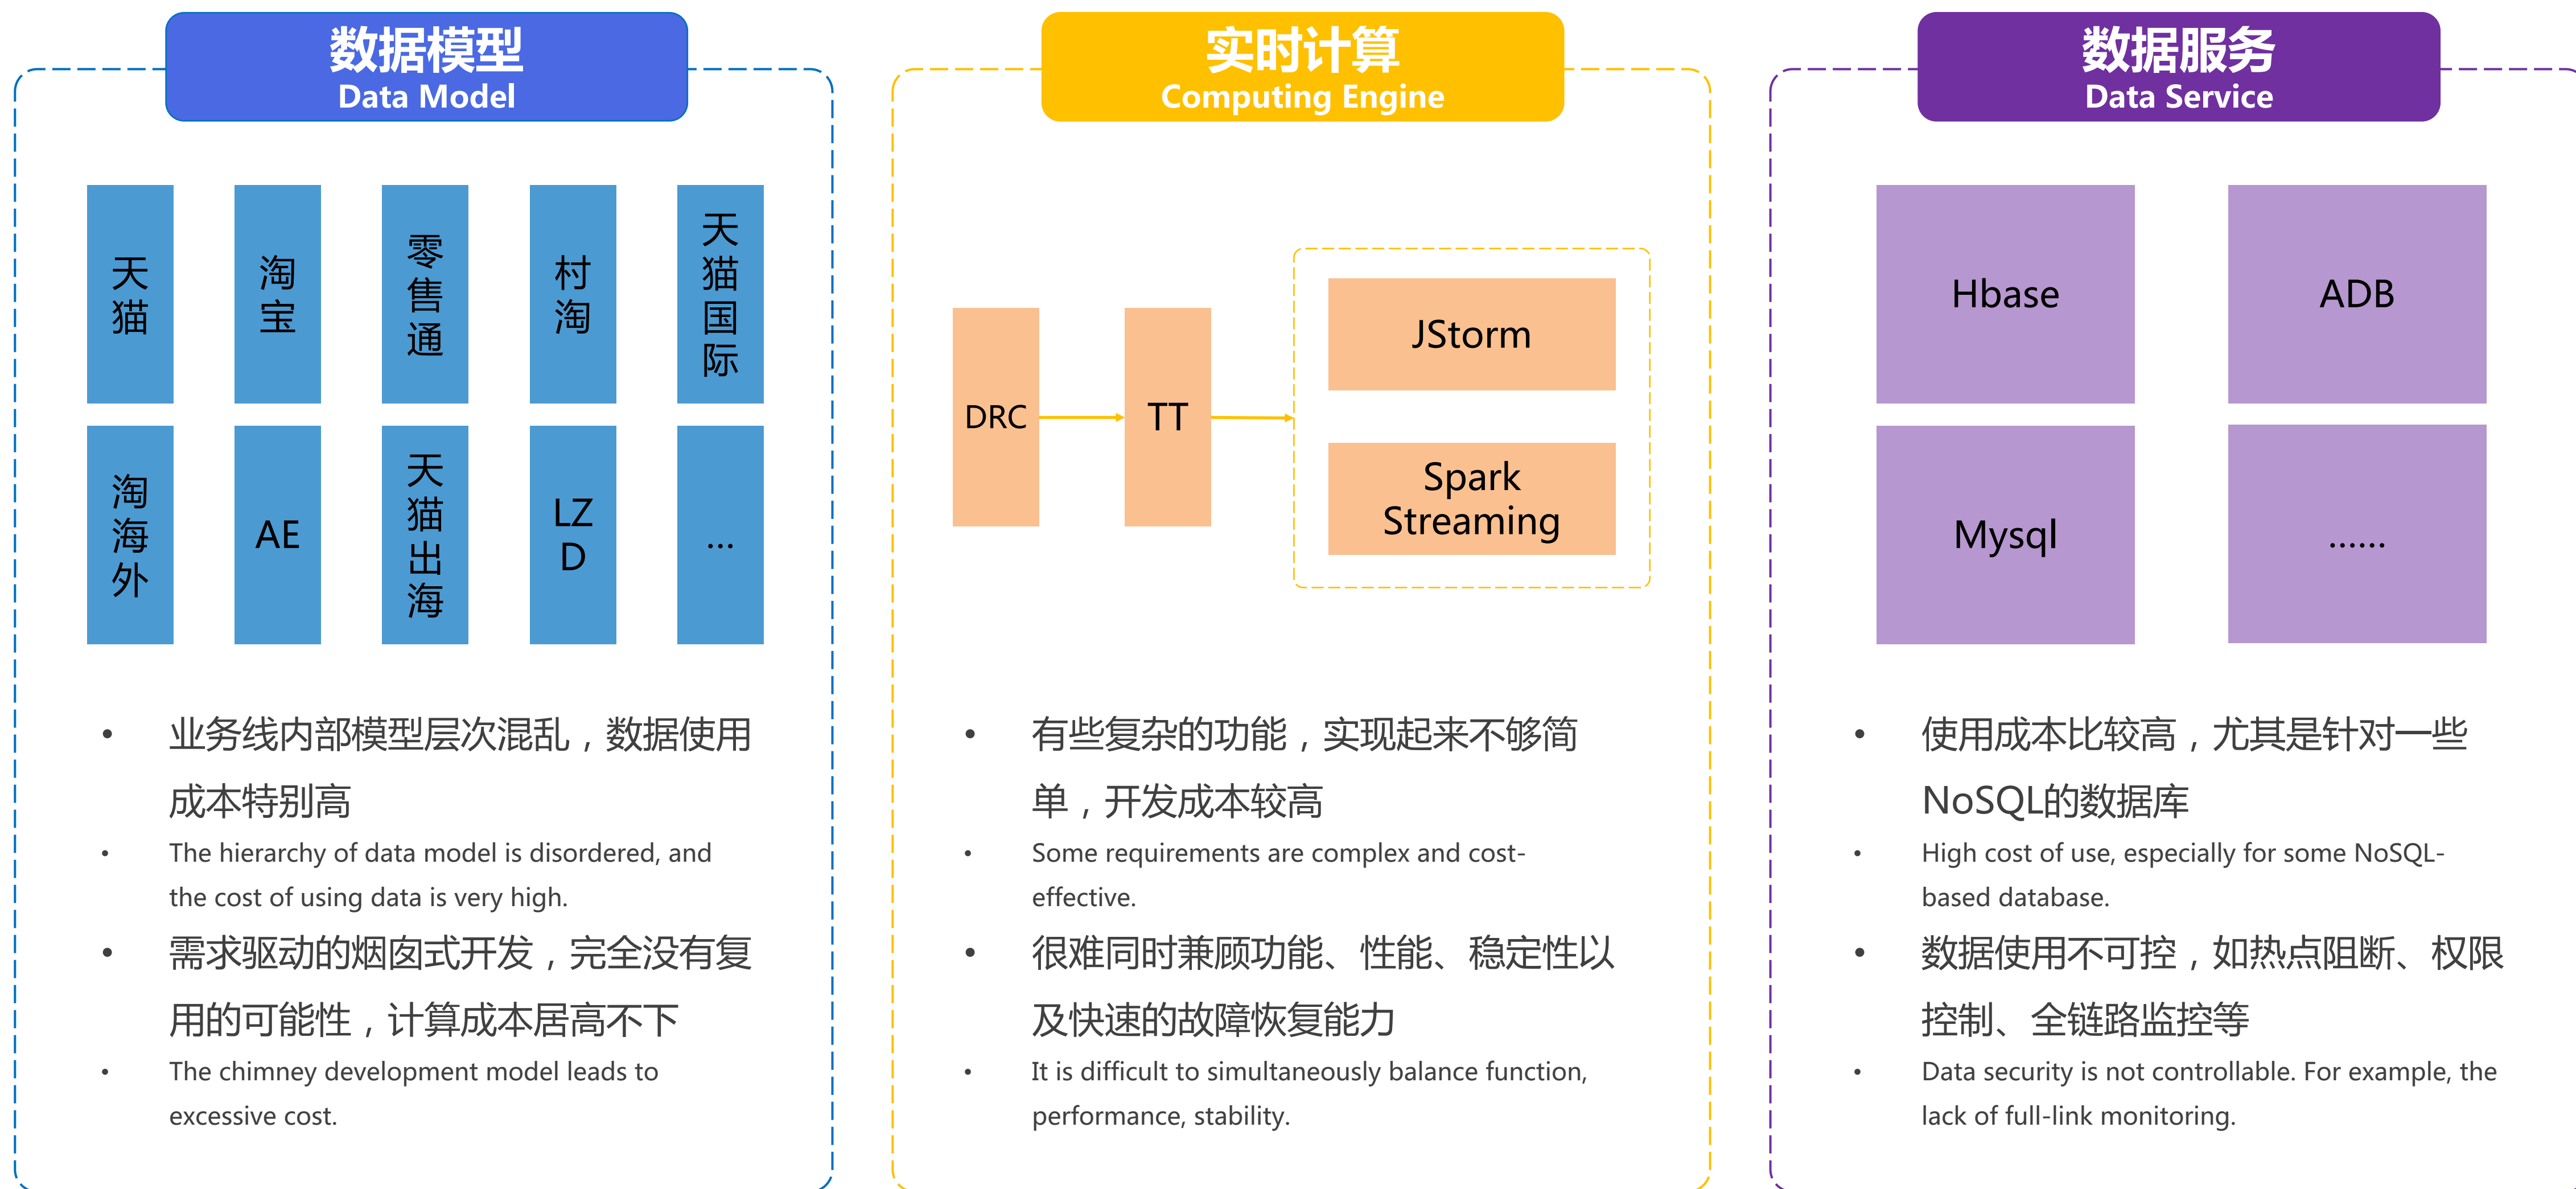 数据模型
Data Model
天猫
淘宝
零售通
村淘
天猫国际
淘海外
AE
天猫出海
LZ
D
...
• 业务线内部模型层次混乱，数据使用
成本特别高
• The hierarchy of data model is disordered, and
the cost of using data is very high.
• 需求驱动的烟囱式开发，完全没有复
用的可能性，计算成本居高不下
• The chimney development model leads to
excessive cost.
实时计算
Computing Engine
DRC
TT
JStorm
Spark
Streaming
• 有些复杂的功能，实现起来不够简
单，开发成本较高
• Some requirements are complex and cost-
effective.
• 很难同时兼顾功能、性能、稳定性以
及快速的故障恢复能力
• It is difficult to simultaneously balance function,
performance, stability.
数据服务
Data Service
Hbase
ADB
Mysql
......
• 使用成本比较高，尤其是针对一些
NoSQL的数据库
• High cost of use, especially for some NoSQL-
based database.
• 数据使用不可控，如热点阻断、权限
控制、全链路监控等
• Data security is not controllable. For example, the
lack of full-link monitoring.